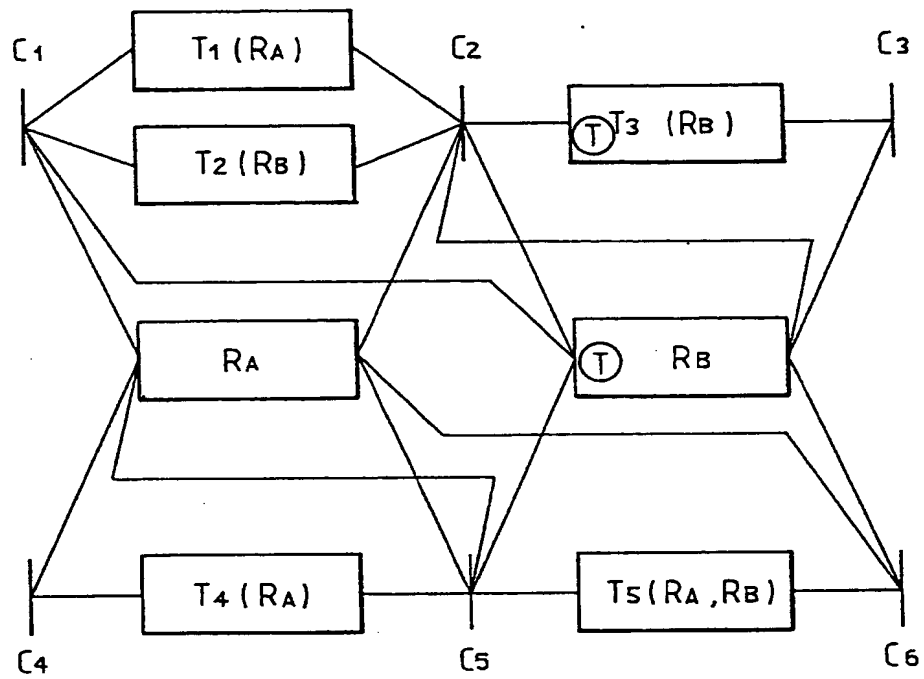 C1
T1 (RA)
C2
C3
T2 (RB)
T T3 (RB)
RA
T RB
T4 (RA)
T5 (RA, RB)
C4
C5
C6